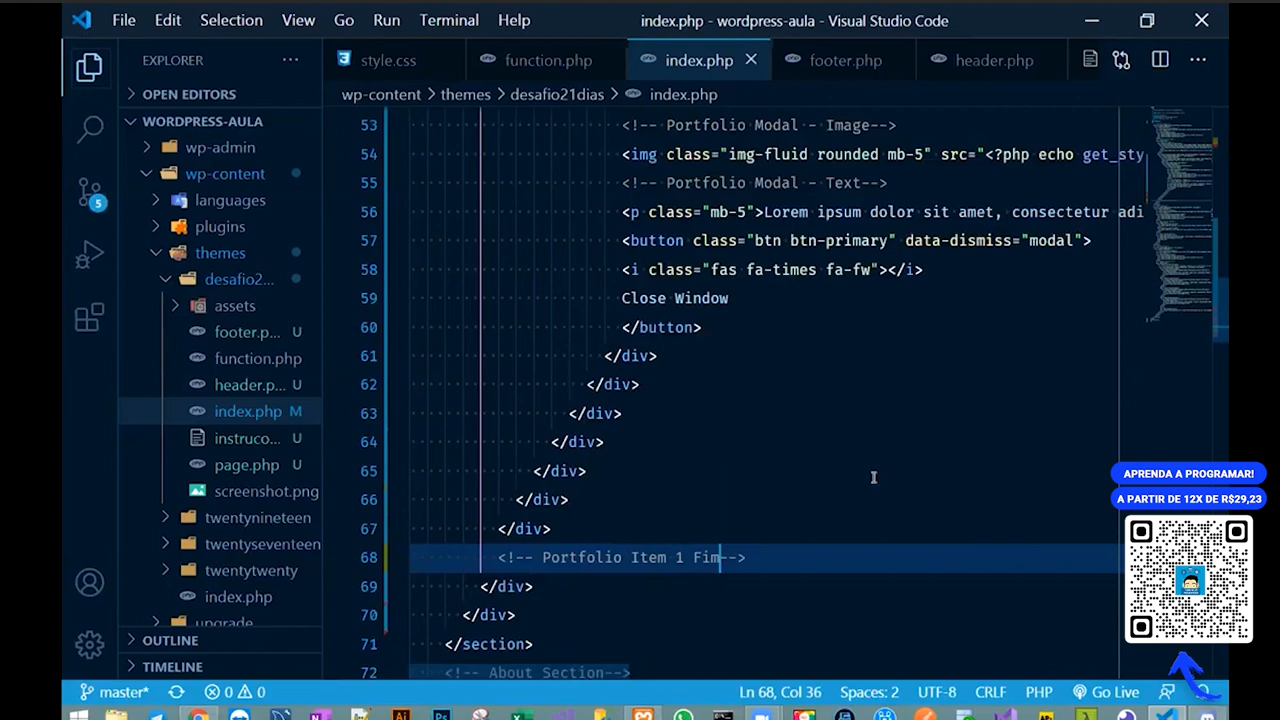 File Edit Selection View Go Run Terminal Help index.php - wordpress-aula - Visual Studio Code
EXPLORER
style.css function.php index.php footer.php header.php
OPEN EDITORS
wp-content > themes > desafio21dias > index.php
WORDPRESS-AULA
wp-admin
wp-content
languages
plugins
themes
desafio2...
assets
footer.p... U
function.php
header.p... U
index.php M
instruco... U
page.php U
screenshot.png
twentynineteen
twentyseventeen
twentytwenty
index.php
upgrade
OUTLINE
TIMELINE
5
53 <!-- Portfolio Modal - Image-->
54 <img class="img-fluid rounded mb-5" src="<?php echo get_sty
55 <!-- Portfolio Modal - Text-->
56 <p class="mb-5">Lorem ipsum dolor sit amet, consectetur adi
57 <button class="btn btn-primary" data-dismiss="modal">
58 <i class="fas fa-times fa-fw"></i>
59 Close Window
60 </button>
61 </div>
62 </div>
63 </div>
64 </div>
65 </div>
66 </div>
67 </div>
68 <!-- Portfolio Item 1 Fim-->
69 </div>
70 </div>
71 </section>
72 <!-- About Section-->
APRENDA A PROGRAMAR!
A PARTIR DE 12X DE R$29,23
master* 0 0 Ln 68, Col 36 Spaces: 2 UTF-8 CRLF PHP Go Live